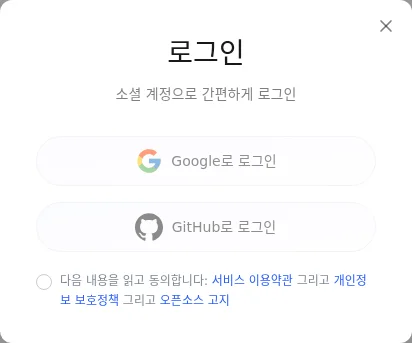 로그인
소셜 계정으로 간편하게 로그인
Google로 로그인
GitHub로 로그인
다음 내용을 읽고 동의합니다: 서비스 이용약관 그리고 개인정
보 보호정책 그리고 오픈소스 고지